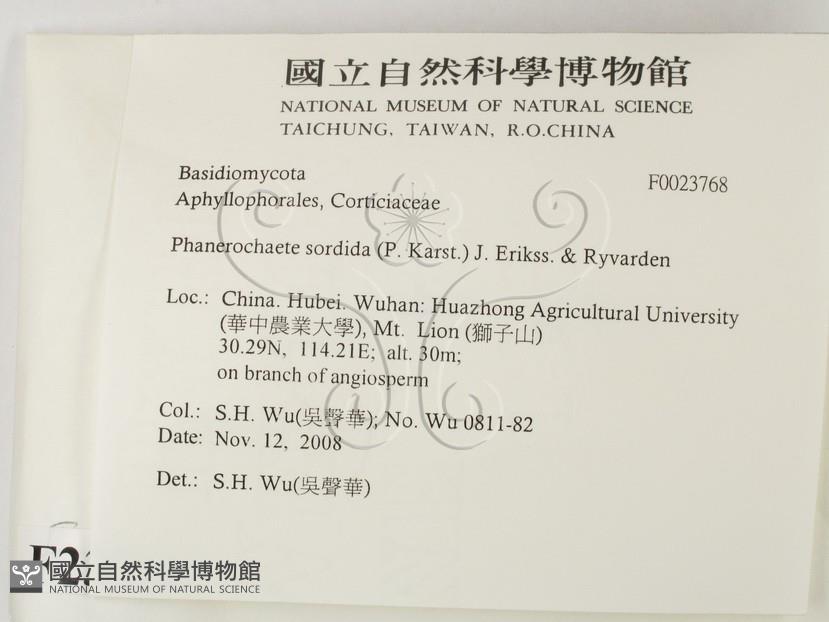 國立自然科學博物館
NATIONAL MUSEUM OF NATURAL SCIENCE
TAICHUNG, TAIWAN, R.O.CHINA
Basidiomycota
F0023768
Aphyllophorales, Corticiaceae
Phanerochaete sordida (P. Karst.) J. Erikss. & Ryvarden
Loc.: China. Hubei. Wuhan: Huazhong Agricultural University
(華中農業大學), Mt. Lion (獅子山)
30.29N, 114.21E; alt. 30m;
on branch of angiosperm
Col.: S.H. Wu(吳聲華); No. Wu 0811-82
Date: Nov. 12, 2008
Det.: S.H. Wu(吳聲華)
國立自然科學博物館
NATIONAL MUSEUM OF NATURAL SCIENCE